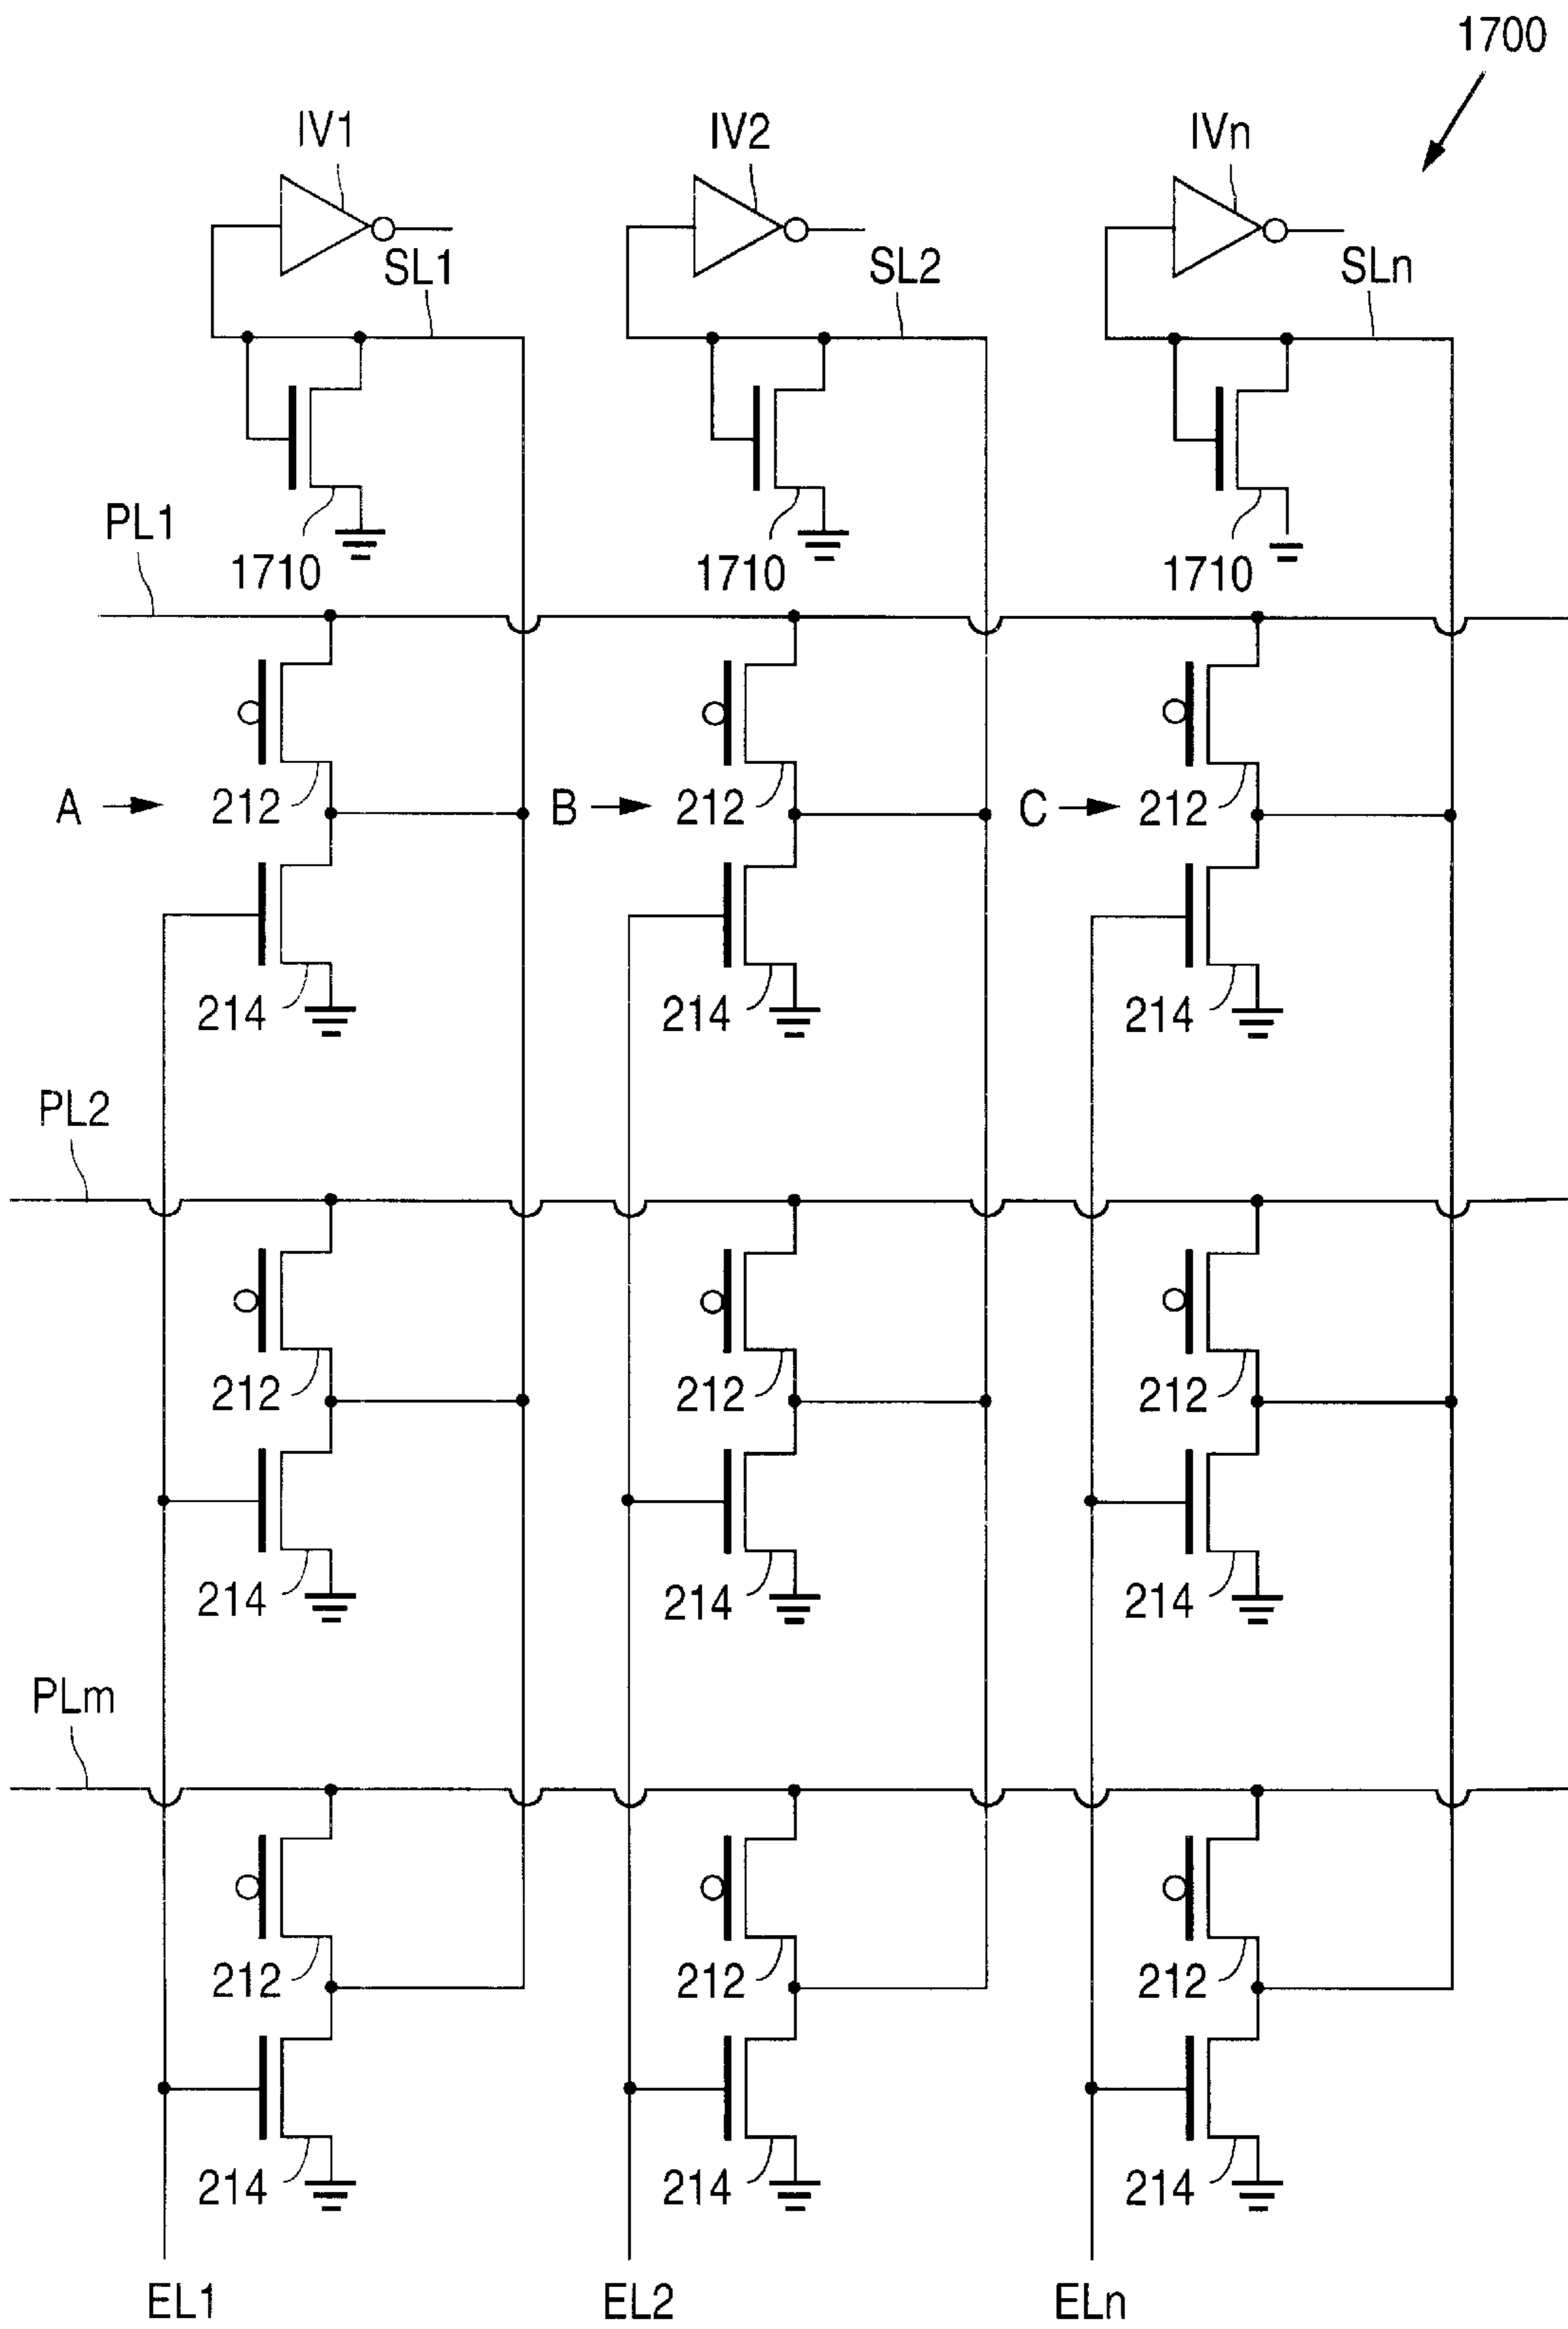 1700
IV1 IV2 IVn
SL1 SL2 SLn
PL1
1710 1710 1710
A 212 B 212 C 212
214 214 214
PL2
212 212 212
214 214 214
PLm
212 212 212
214 214 214
EL1 EL2 ELn